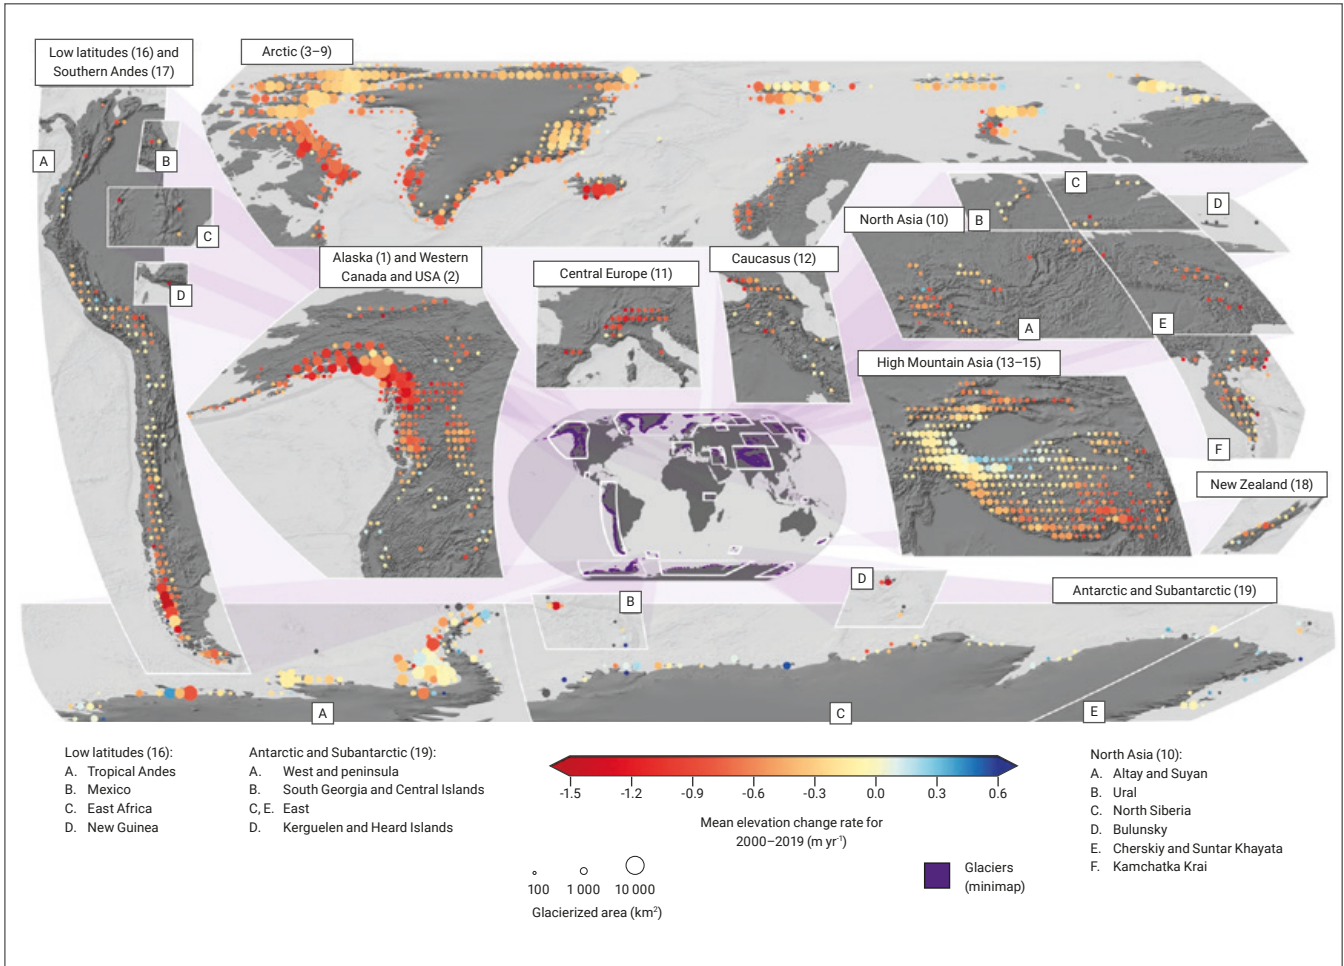 Low latitudes (16) and
Southern Andes (17)
Arctic (3–9)
A
B
C
D
Alaska (1) and Western
Canada and USA (2)
Central Europe (11)
Caucasus (12)
North Asia (10)
B
C
D
A
E
F
High Mountain Asia (13–15)
New Zealand (18)
Antarctic and Subantarctic (19)
B
D
A
C
E
Low latitudes (16):
A. Tropical Andes
B. Mexico
C. East Africa
D. New Guinea
Antarctic and Subantarctic (19):
A. West and peninsula
B. South Georgia and Central Islands
C, E. East
D. Kerguelen and Heard Islands
-1.5 -1.2 -0.9 -0.6 -0.3 0.0 0.3 0.6
Mean elevation change rate for
2000–2019 (m yr⁻¹)
100 1 000 10 000
Glacierized area (km²)
Glaciers
(minimap)
North Asia (10):
A. Altay and Suyan
B. Ural
C. North Siberia
D. Bulunsky
E. Cherskiy and Suntar Khayata
F. Kamchatka Krai